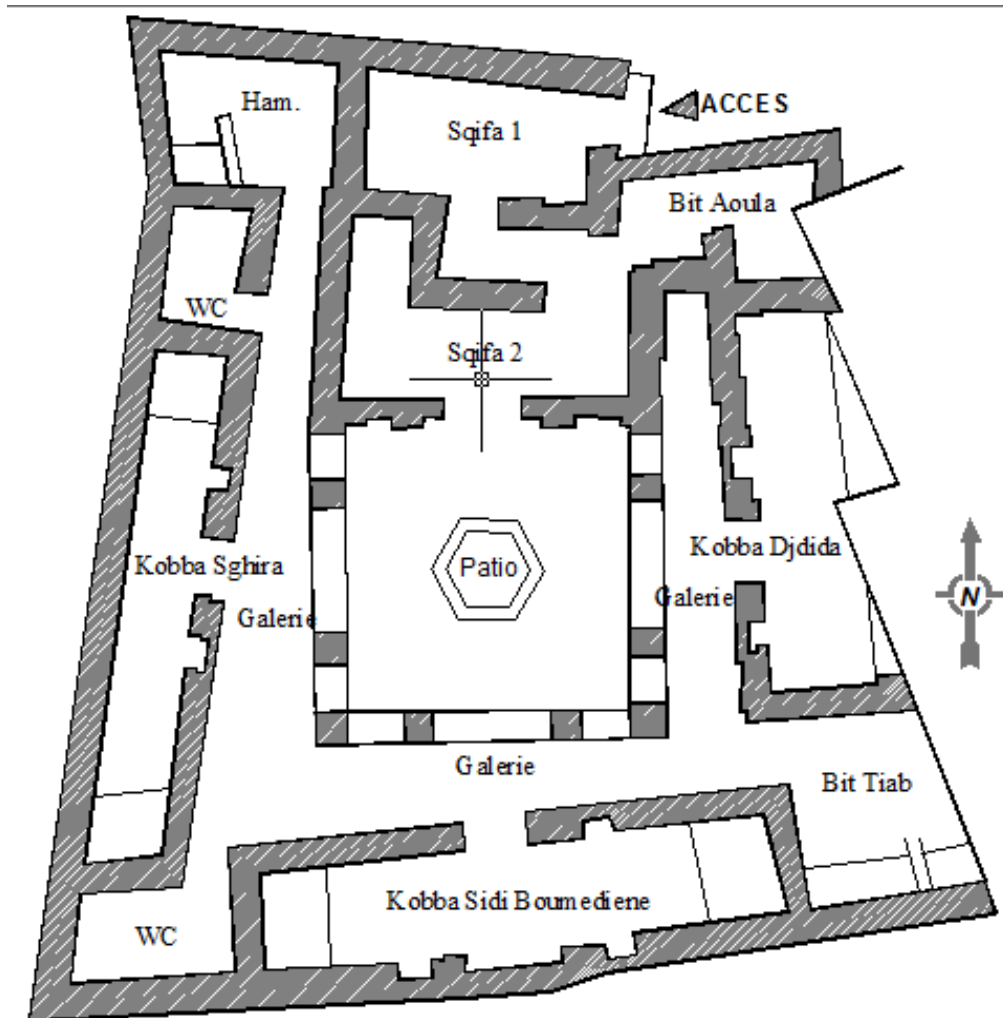 Ham.
ACCES
Sqifa 1
Bit Aoula
WC
Sqifa 2
Kobba Sghira
Patio
Kobba Djdida
Galerie
Galerie
N
Galerie
Bit Tiab
Kobba Sidi Boumediene
WC